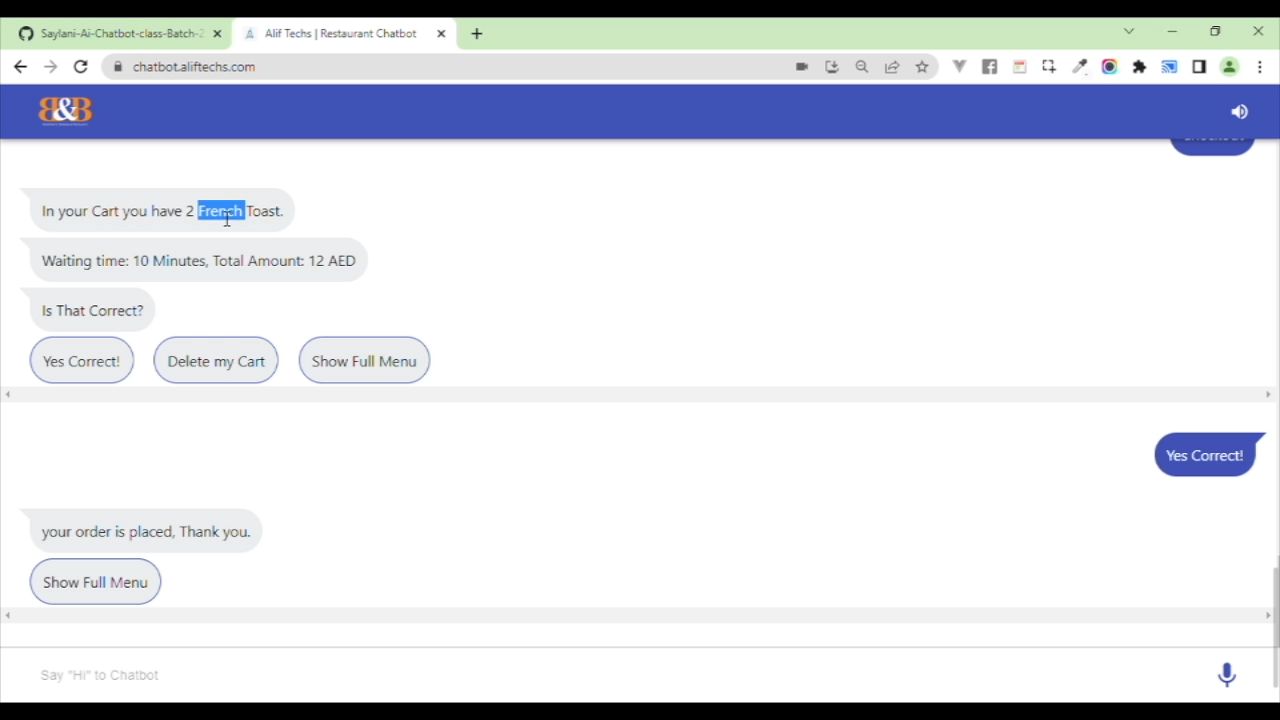 Saylani-Ai-Chatbot-class-Batch-2
Alif Techs | Restaurant Chatbot
chatbot.aliftechs.com
B&B
In your Cart you have 2 French Toast.
Waiting time: 10 Minutes, Total Amount: 12 AED
Is That Correct?
Yes Correct!
Delete my Cart
Show Full Menu
Yes Correct!
your order is placed, Thank you.
Show Full Menu
Say "Hi" to Chatbot